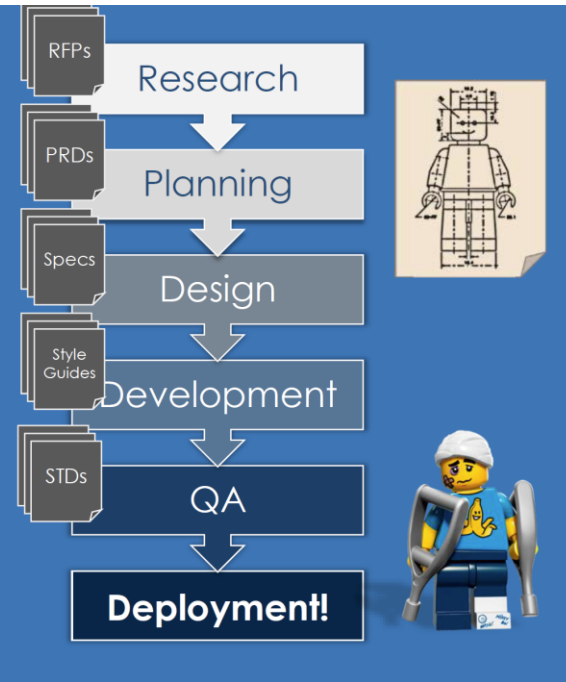 RFPs
Research
PRDs
Planning
Specs
Design
Style
Guides
Development
STDs
QA
Deployment!